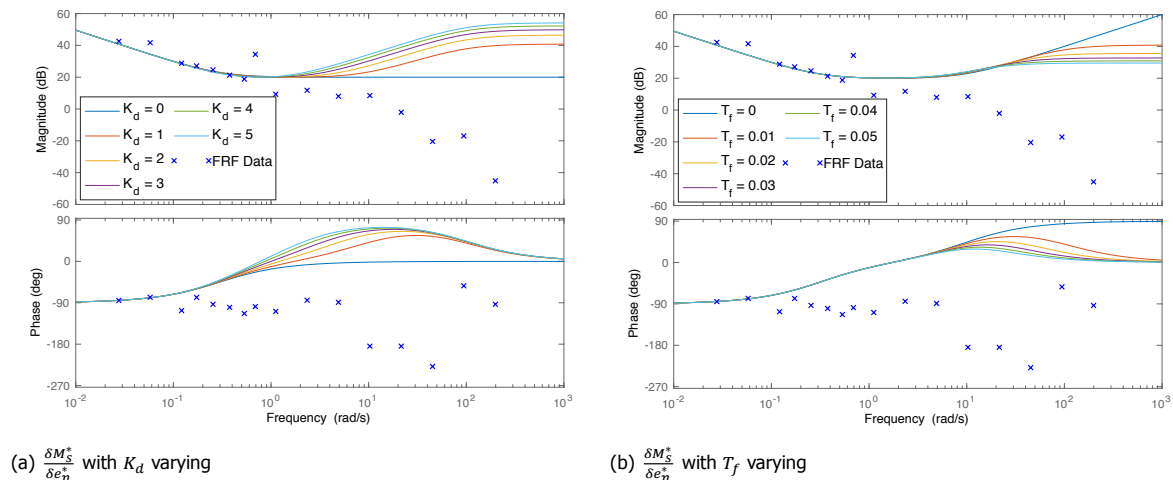 60
40
20
0
-20
-40
-60
Magnitude (dB)
K_d = 0
K_d = 1
K_d = 2
K_d = 3
K_d = 4
K_d = 5
FRF Data
90
0
-90
-180
-270
Phase (deg)
10^-2
10^-1
10^0
10^1
10^2
10^3
Frequency (rad/s)
(a) δM_S^*/δe_n^* with K_d varying
60
40
20
0
-20
-40
-60
Magnitude (dB)
T_f = 0
T_f = 0.01
T_f = 0.02
T_f = 0.03
T_f = 0.04
T_f = 0.05
FRF Data
90
0
-90
-180
-270
Phase (deg)
10^-2
10^-1
10^0
10^1
10^2
10^3
Frequency (rad/s)
(b) δM_S^*/δe_n^* with T_f varying